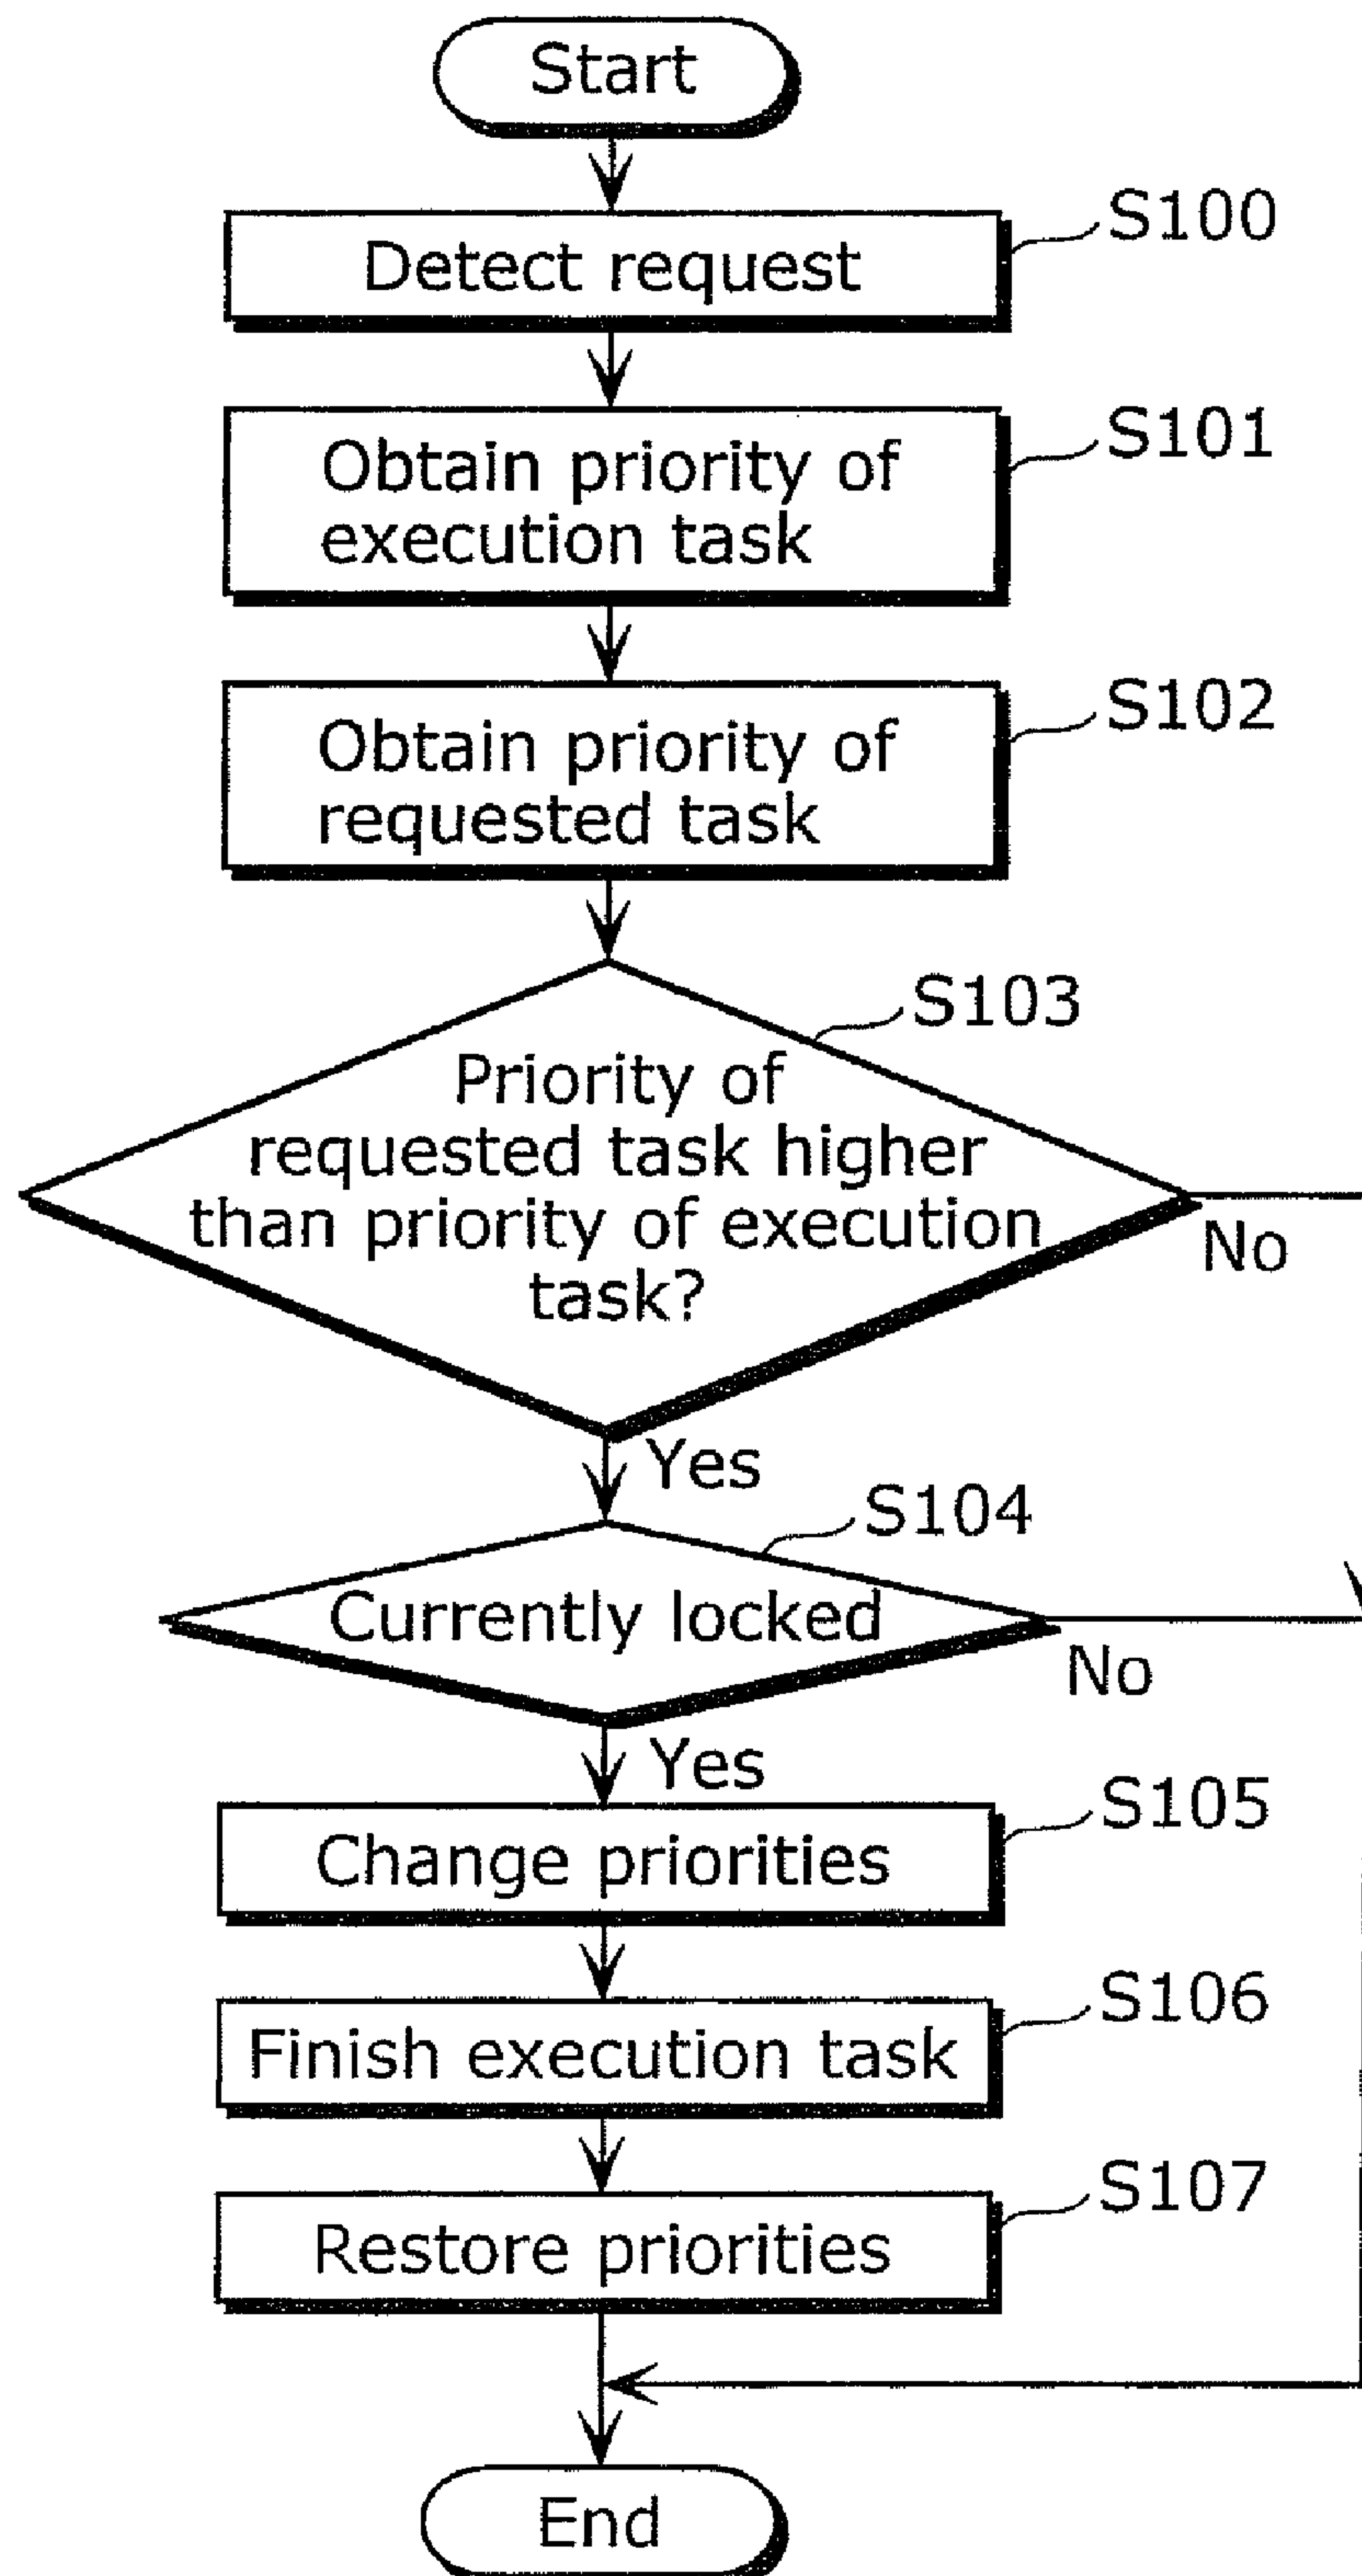 Start
S100
Detect request
S101
Obtain priority of
execution task
S102
Obtain priority of
requested task
S103
Priority of
requested task higher
than priority of execution
task?
No
Yes
S104
Currently locked
No
Yes
S105
Change priorities
S106
Finish execution task
S107
Restore priorities
End